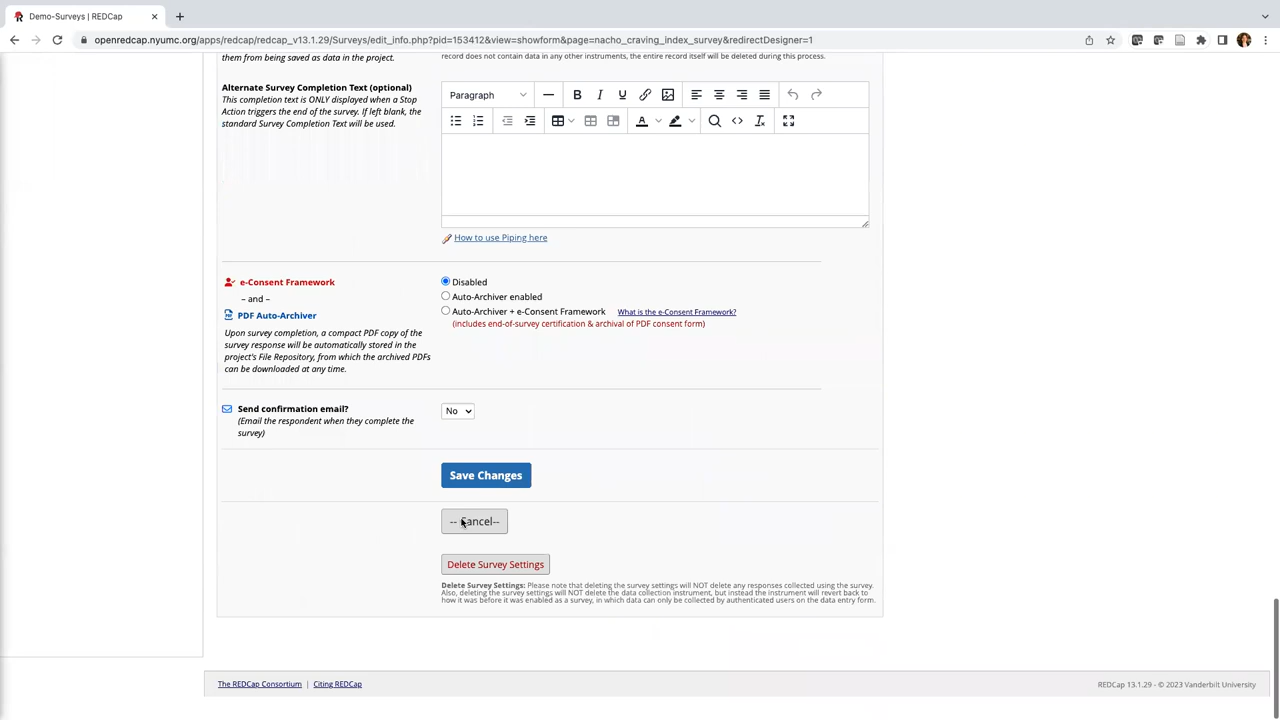 Demo-Surveys | REDCap
openredcap.nyumc.org/apps/redcap/redcap_v13.1.29/Surveys/edit_info.php?pid=153412&view=showform&page=nacho_craving_index_survey&redirectDesigner=1
them from being saved as data in the project.
record does not contain data in any other instruments, the entire record itself will be deleted during this process.
Alternate Survey Completion Text (optional)
This completion text is ONLY displayed when a Stop
Action triggers the end of the survey. If left blank, the
standard Survey Completion Text will be used.
Paragraph
How to use Piping here
e-Consent Framework
– and –
PDF Auto-Archiver
Upon survey completion, a compact PDF copy of the
survey response will be automatically stored in the
project's File Repository, from which the archived PDFs
can be downloaded at any time.
Disabled
Auto-Archiver enabled
Auto-Archiver + e-Consent Framework What is the e-Consent Framework?
(includes end-of-survey certification & archival of PDF consent form)
Send confirmation email?
(Email the respondent when they complete the
survey)
No
Save Changes
-- Cancel--
Delete Survey Settings
Delete Survey Settings: Please note that deleting the survey settings will NOT delete any responses collected using the survey.
Also, deleting the survey settings will NOT delete the data collection instrument, but instead the instrument will revert back to
how it was before it was enabled as a survey, in which data can only be collected by authenticated users on the data entry form.
The REDCap Consortium | Citing REDCap
REDCap 13.1.29 - © 2023 Vanderbilt University